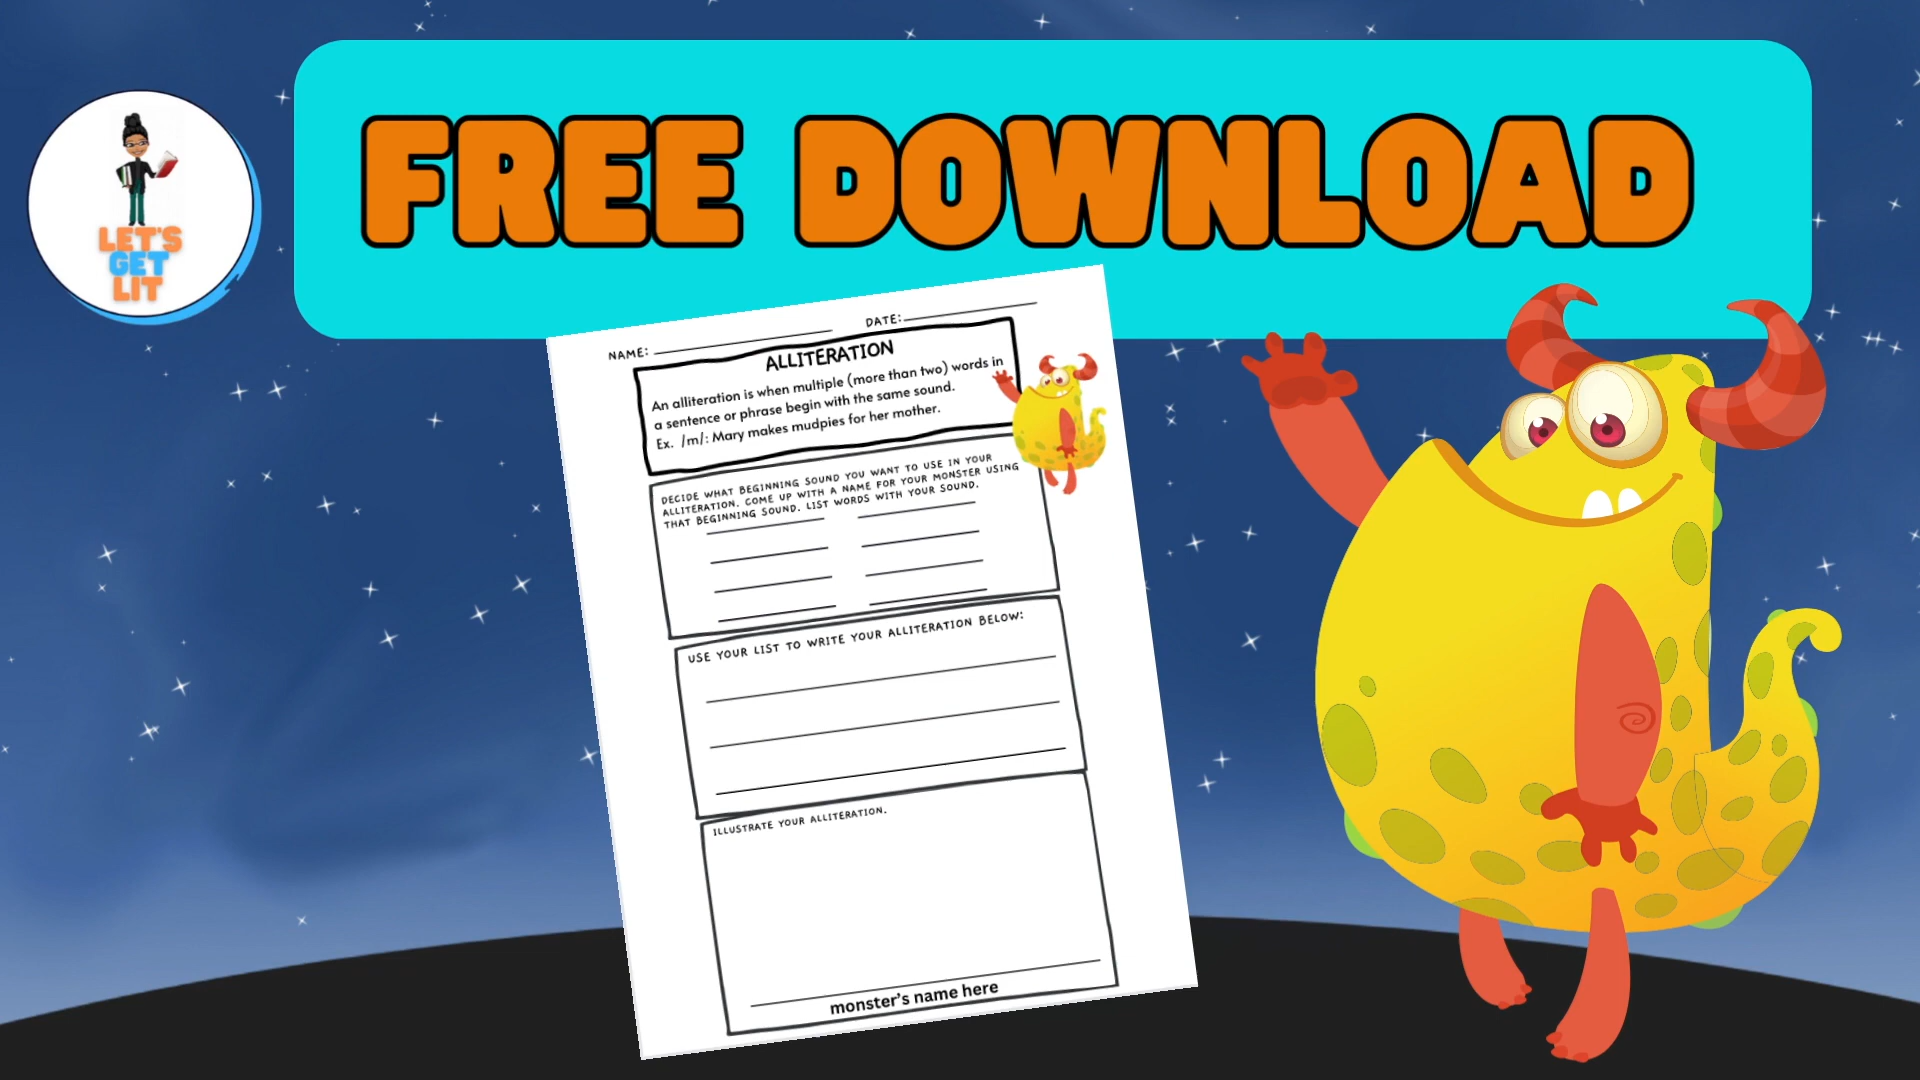 FREE DOWNLOAD
LET'S
GET
LIT
NAME:
DATE:
ALLITERATION
An alliteration is when multiple (more than two) words in
a sentence or phrase begin with the same sound.
Ex. /m/: Mary makes mudpies for her mother.
DECIDE WHAT BEGINNING SOUND YOU WANT TO USE IN YOUR
ALLITERATION. COME UP WITH A NAME FOR YOUR MONSTER USING
THAT BEGINNING SOUND. LIST WORDS WITH YOUR SOUND.
USE YOUR LIST TO WRITE YOUR ALLITERATION BELOW:
ILLUSTRATE YOUR ALLITERATION.
monster's name here